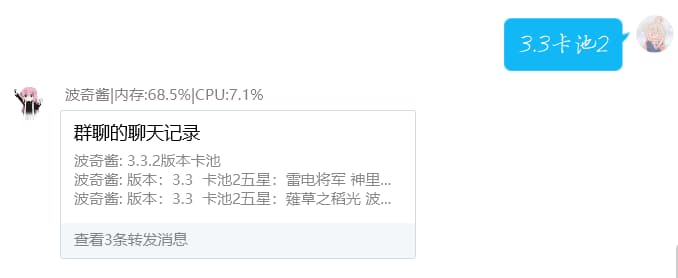 3.3卡池2
波奇酱|内存:68.5%|CPU:7.1%
群聊的聊天记录
波奇酱: 3.3.2版本卡池
波奇酱: 版本：3.3 卡池2五星：雷电将军 神里...
波奇酱: 版本：3.3 卡池2五星：薙草之稻光 波...
查看3条转发消息